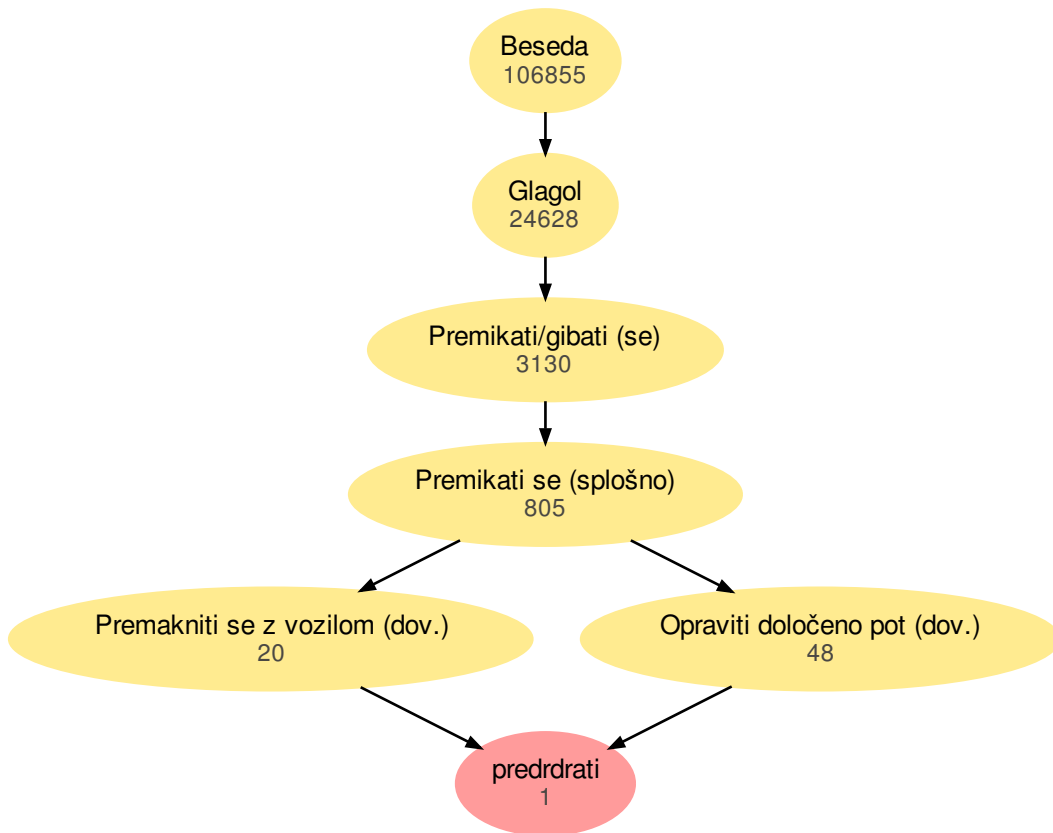 Beseda
106855
Glagol
24628
Premikati/gibati (se)
3130
Premikati se (splošno)
805
Premakniti se z vozilom (dov.)
20
Opraviti določeno pot (dov.)
48
predrdrati
1